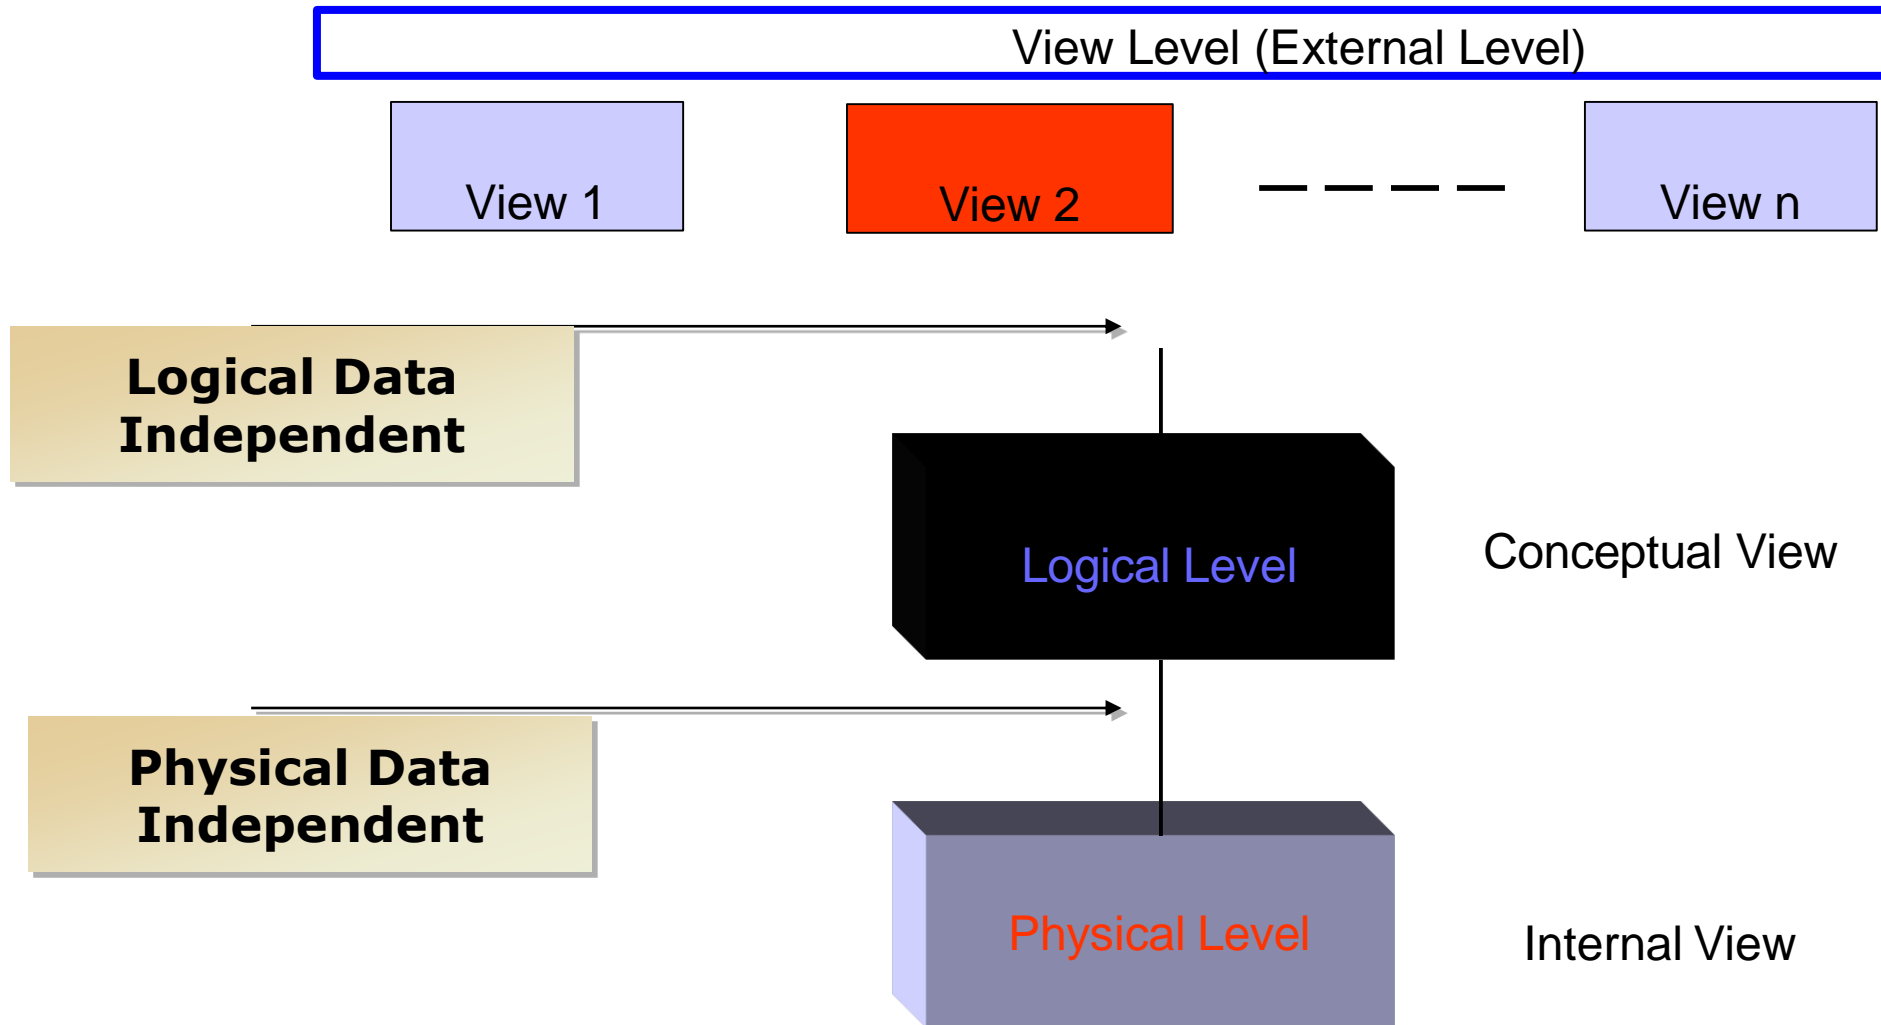 View Level (External Level)
View 1
View 2
View n
Logical Data
Independent
Logical Level
Conceptual View
Physical Data
Independent
Physical Level
Internal View